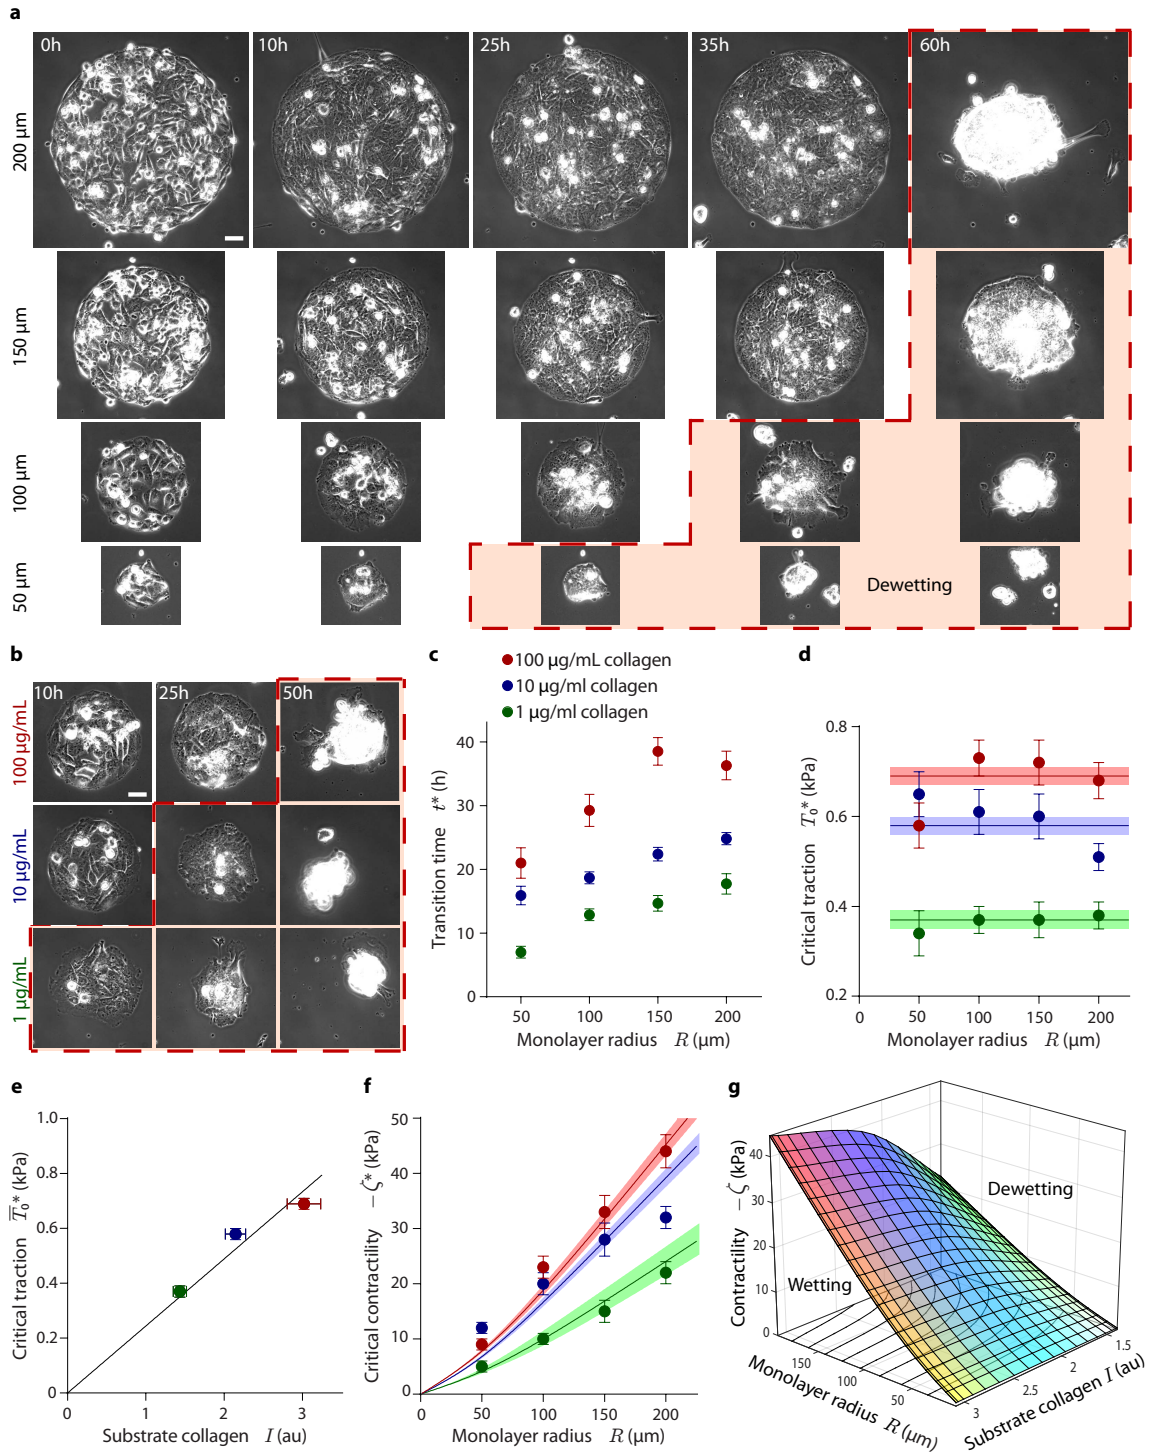 a
0h 10h 25h 35h 60h
200 µm
150 µm
100 µm
50 µm
Dewetting
b
10h 25h 50h
100 µg/mL
10 µg/mL
1 µg/mL
c
100 µg/mL collagen
10 µg/ml collagen
1 µg/ml collagen
Transition time t* (h)
40
30
20
10
0
50 100 150 200
Monolayer radius R (µm)
d
Critical traction T₀* (kPa)
0.8
0.6
0.4
0.2
0 50 100 150 200
Monolayer radius R (µm)
e
Critical traction T̅₀* (kPa)
1.0
0.8
0.6
0.4
0.2
0
0 1 2 3
Substrate collagen I (au)
f
Critical contractility −ζ* (kPa)
50
40
30
20
10
0
0 50 100 150 200
Monolayer radius R (µm)
g
Contractility −ζ (kPa)
40
30
20
10
0
Dewetting
Wetting
150
100
50
Monolayer radius R (µm)
3
2.5
2
1.5
Substrate collagen I (au)